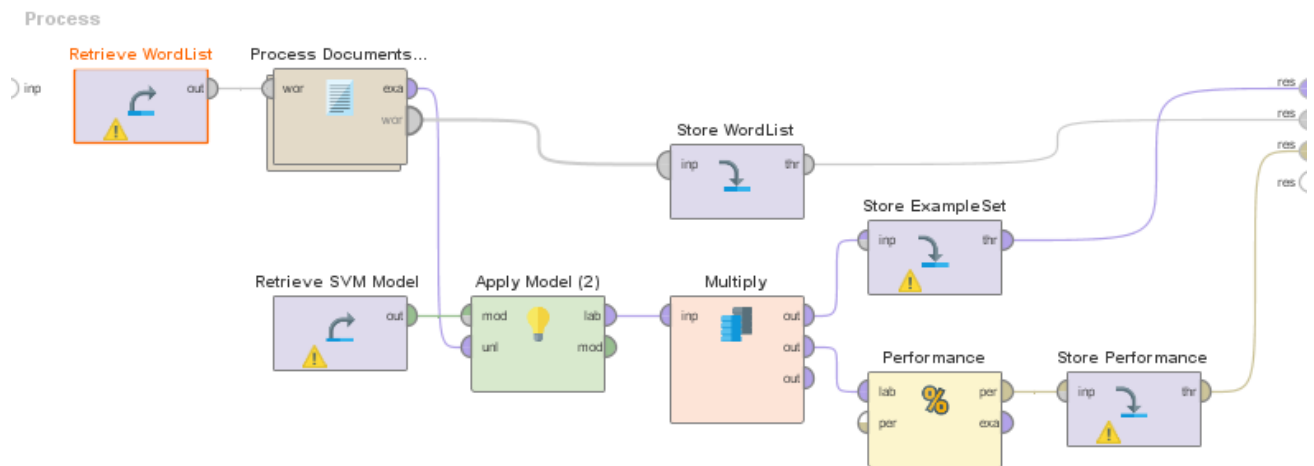 Process
inp
Retrieve WordList
out
Process Documents...
wor
exa
wor
Store WordList
inp
thr
res
res
res
res
Store ExampleSet
inp
thr
Retrieve SVM Model
out
Apply Model (2)
mod
lab
unl
mod
Multiply
inp
out
out
out
Performance
lab
per
per
exa
%
Store Performance
inp
thr